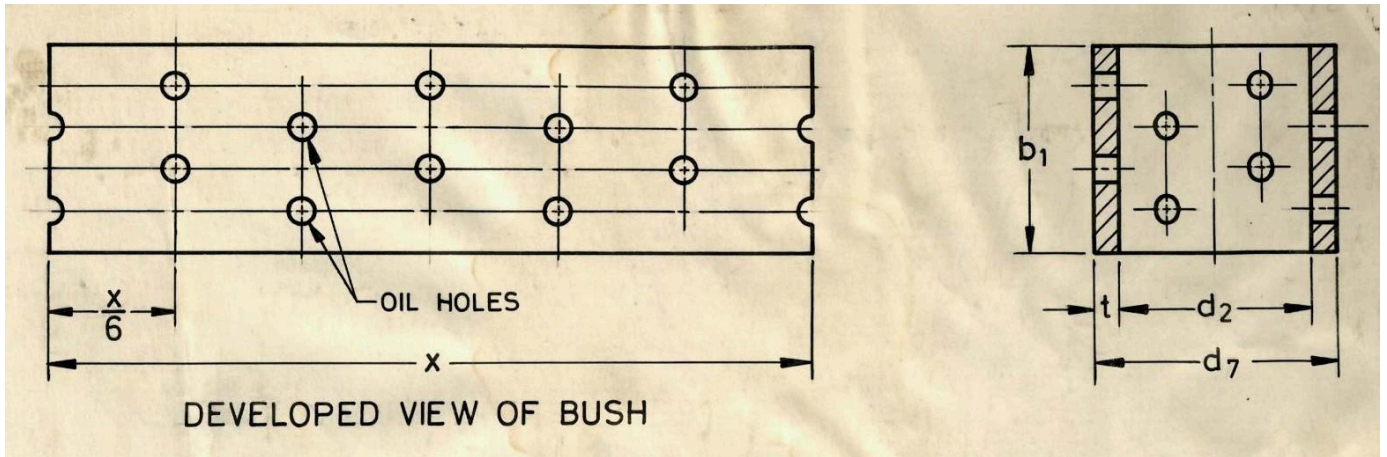 b₁
OIL HOLES
x
6
t
d₂
x
d₇
DEVELOPED VIEW OF BUSH